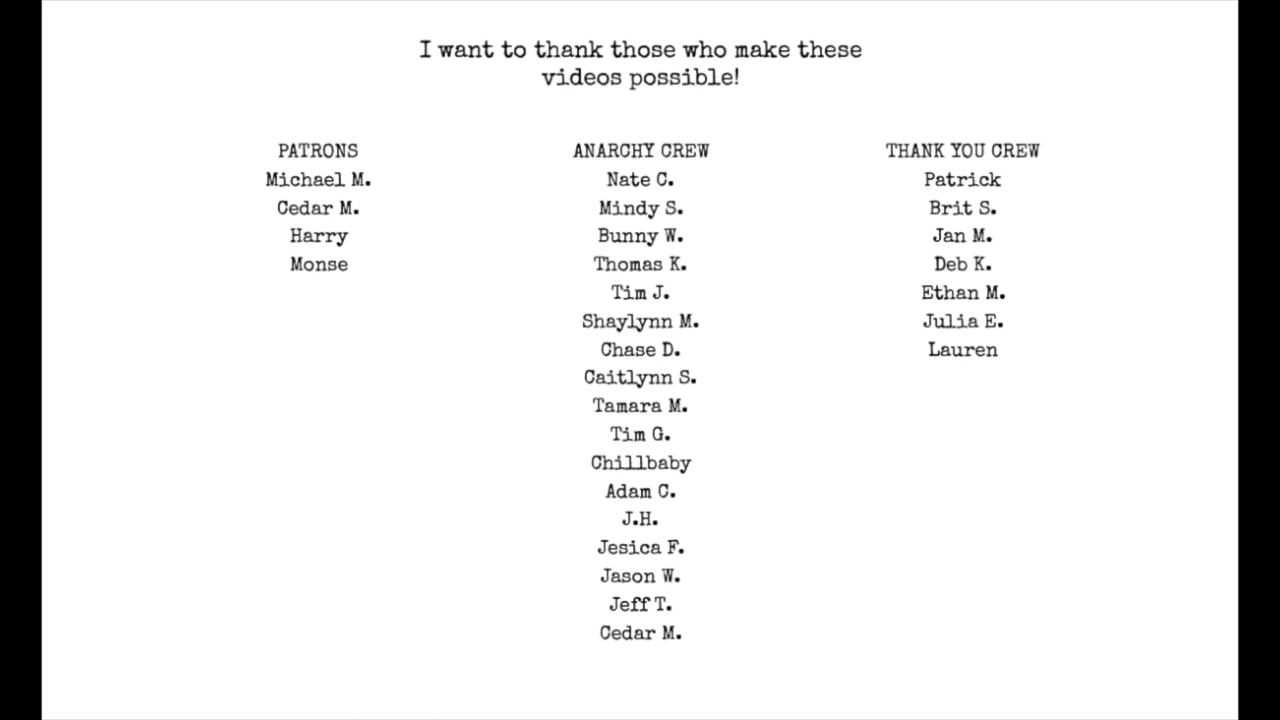 I want to thank those who make these
videos possible!
PATRONS
Michael M.
Cedar M.
Harry
Monse
ANARCHY CREW
Nate C.
Mindy S.
Bunny W.
Thomas K.
Tim J.
Shaylynn M.
Chase D.
Caitlynn S.
Tamara M.
Tim G.
Chillbaby
Adam C.
J.H.
Jesica F.
Jason W.
Jeff T.
Cedar M.
THANK YOU CREW
Patrick
Brit S.
Jan M.
Deb K.
Ethan M.
Julia E.
Lauren